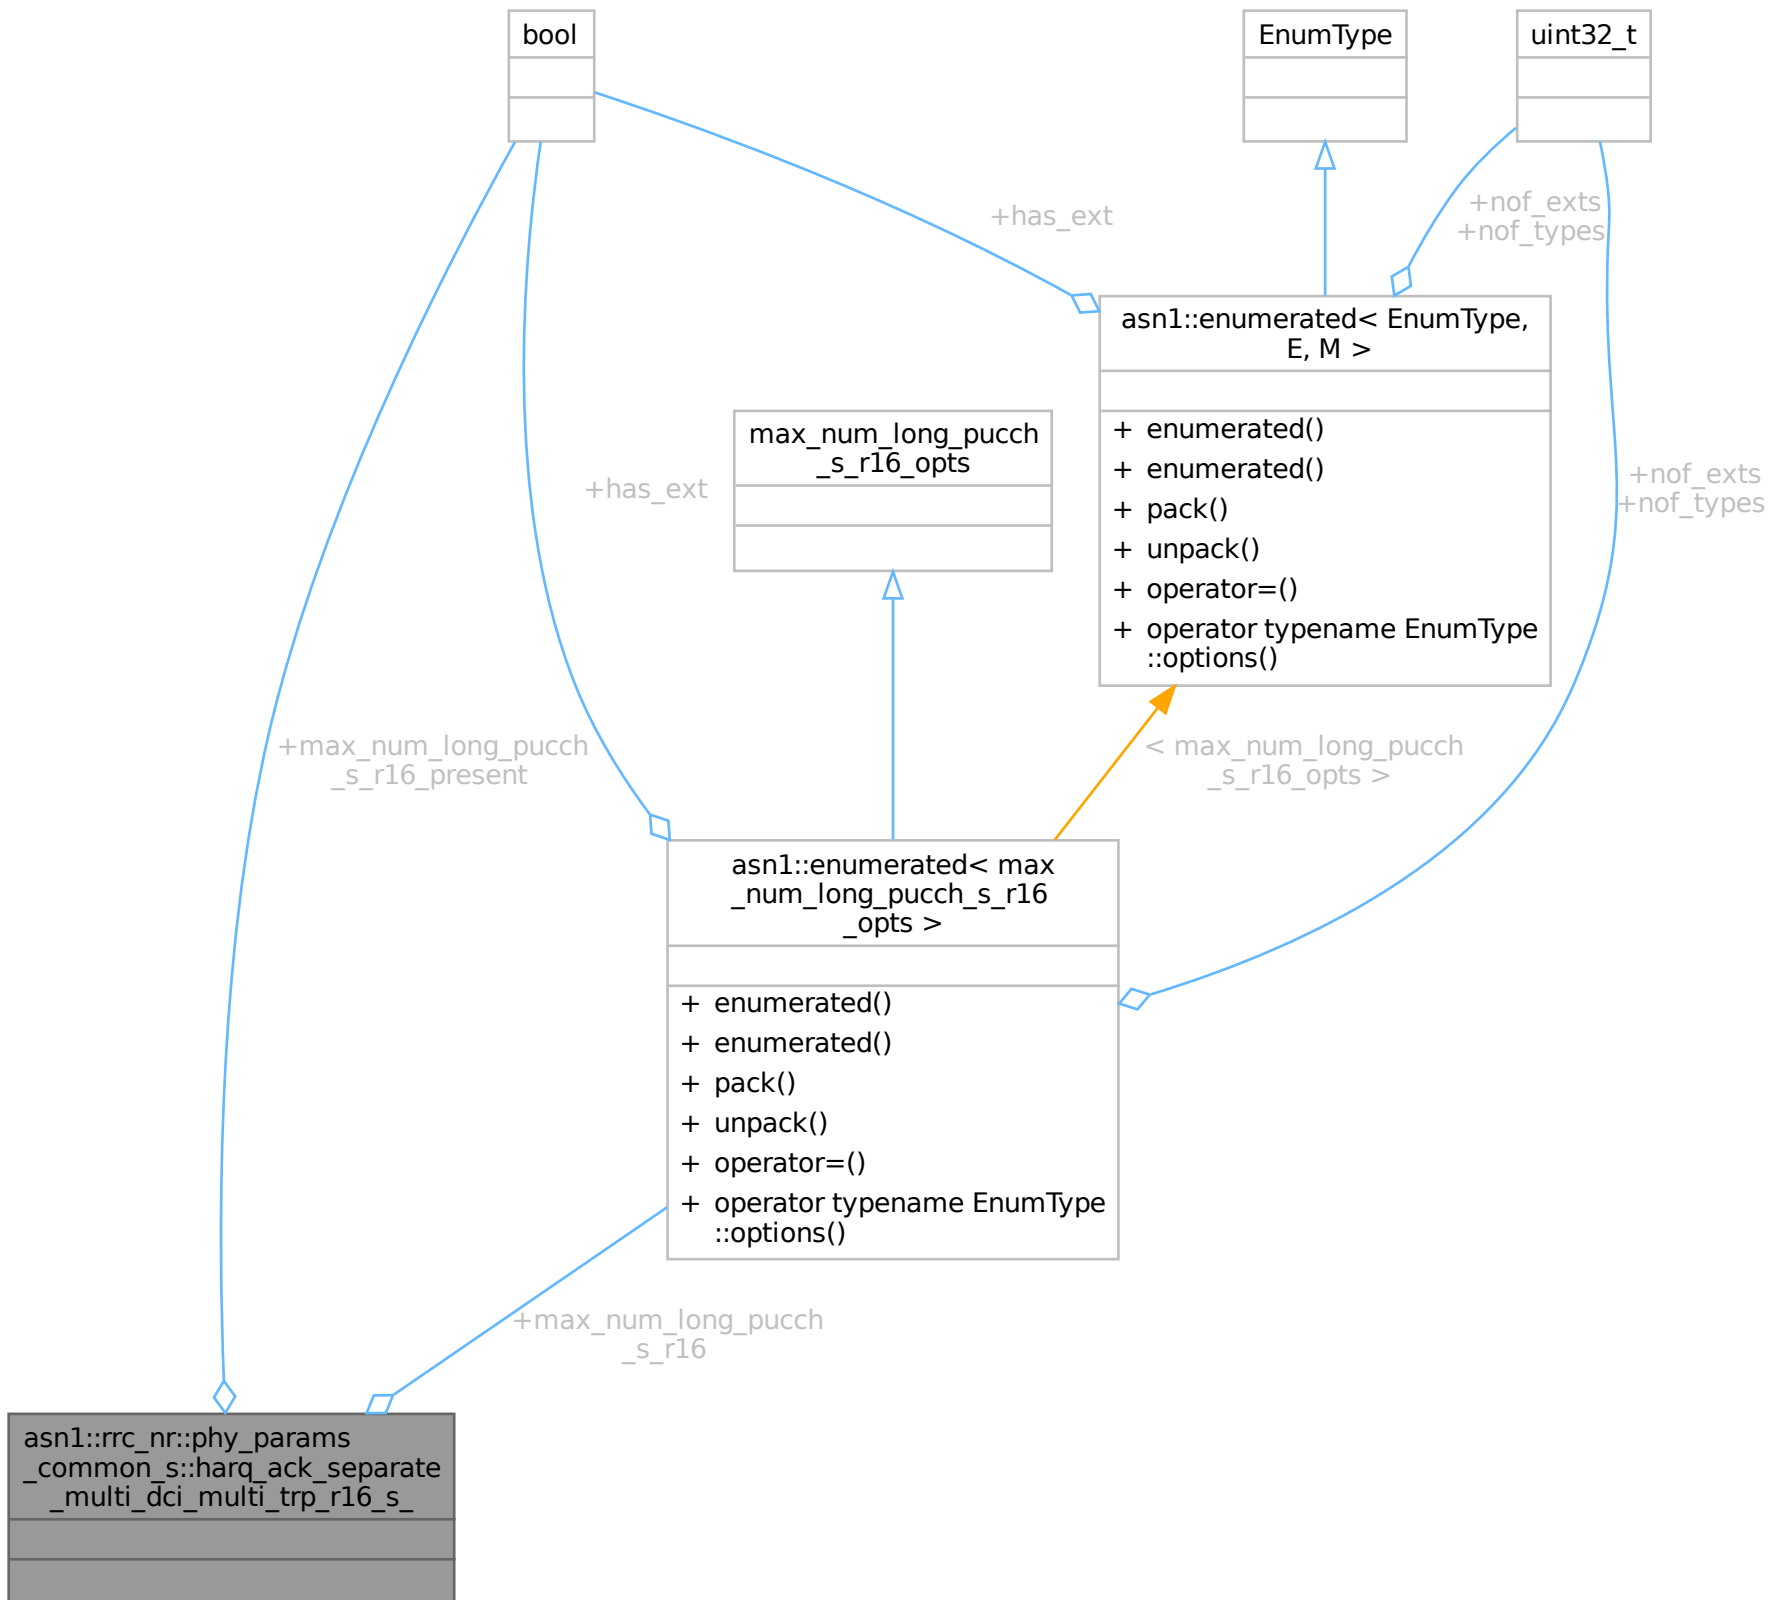 bool
EnumType
uint32_t
+has_ext
+nof_exts
+nof_types
asn1::enumerated< EnumType,
E, M >
+ enumerated()
+ enumerated()
+ pack()
+ unpack()
+ operator=()
+ operator typename EnumType
::options()
max_num_long_pucch
_s_r16_opts
+has_ext
+nof_exts
+nof_types
+max_num_long_pucch
_s_r16_present
< max_num_long_pucch
_s_r16_opts >
asn1::enumerated< max
_num_long_pucch_s_r16
_opts >
+ enumerated()
+ enumerated()
+ pack()
+ unpack()
+ operator=()
+ operator typename EnumType
::options()
+max_num_long_pucch
_s_r16
asn1::rrc_nr::phy_params
_common_s::harq_ack_separate
_multi_dci_multi_trp_r16_s_